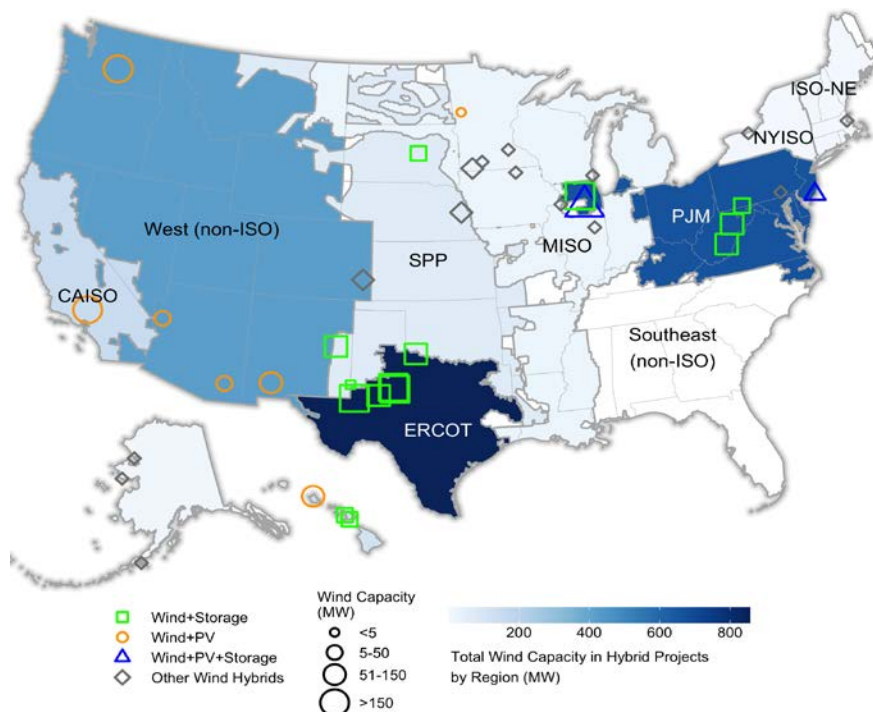 ISO-NE
NYISO
PJM
West (non-ISO)
MISO
SPP
CAISO
Southeast
(non-ISO)
ERCOT
Wind+Storage
Wind+PV
Wind+PV+Storage
Other Wind Hybrids
Wind Capacity
(MW)
<5
5-50
51-150
>150
200 400 600 800
Total Wind Capacity in Hybrid Projects
by Region (MW)